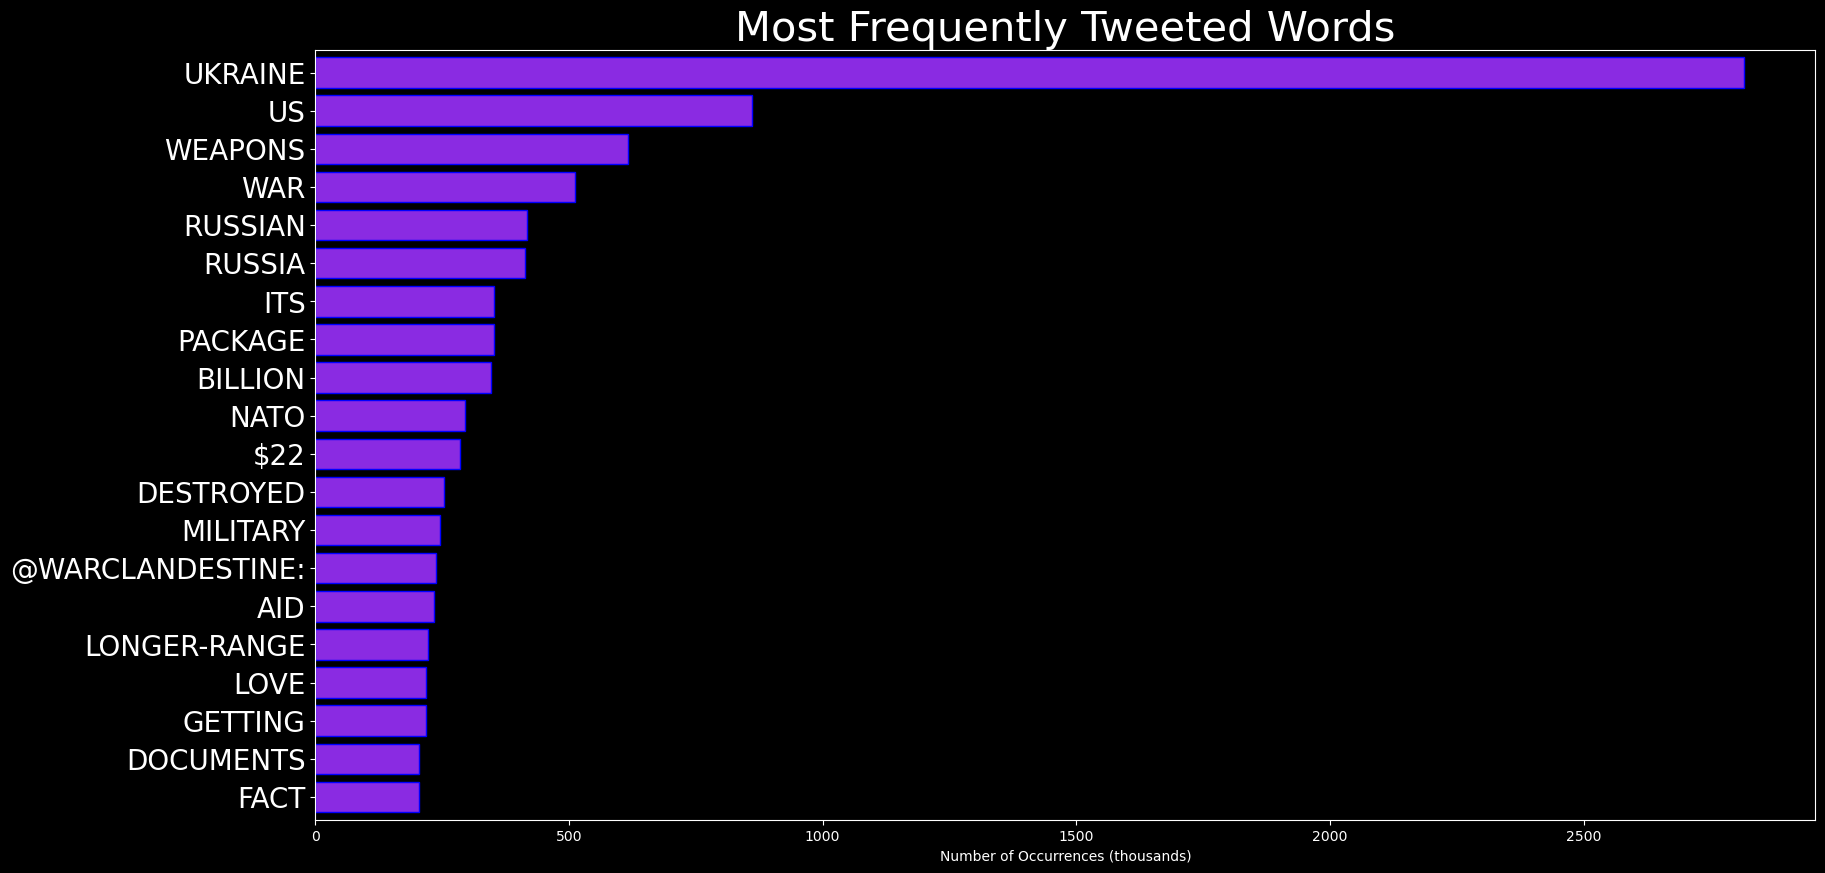 Most Frequently Tweeted Words
UKRAINE
US
WEAPONS
WAR
RUSSIAN
RUSSIA
ITS
PACKAGE
BILLION
NATO
$22
DESTROYED
MILITARY
@WARCLANDESTINE:
AID
LONGER-RANGE
LOVE
GETTING
DOCUMENTS
FACT
0 500 1000 1500 2000 2500
Number of Occurrences (thousands)